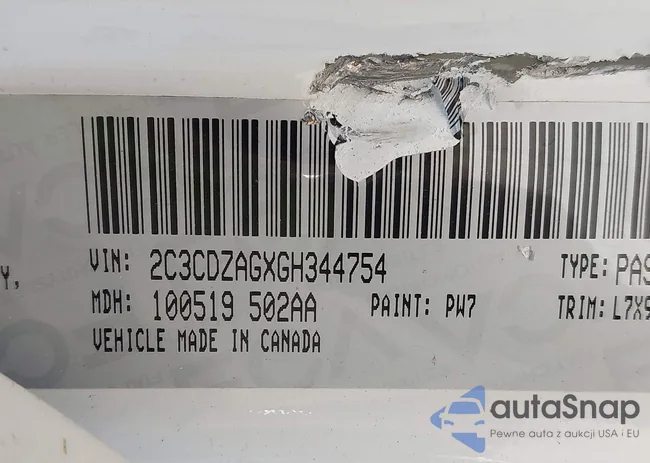 Y,
VIN: 2C3CDZAGXGH344754 TYPE: PAS
MDH: 100519 502AA PAINT: PW7 TRIM: L7X9
VEHICLE MADE IN CANADA
autaSnap
Pewne auta z aukcji USA i EU